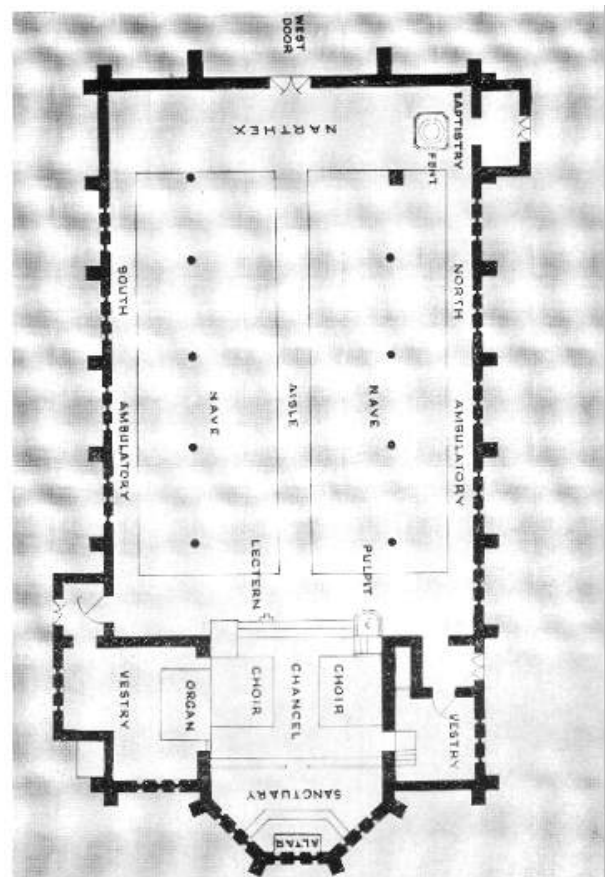 WEST
DOOR
NARTHEX
BAPTISTRY
FONT
SOUTH
NORTH
NAVE
AISLE
NAVE
AMBULATORY
AMBULATORY
LECTERN
PULPIT
VESTRY
ORGAN
CHOIR
CHANCEL
CHOIR
VESTRY
SANCTUARY
ALTAR